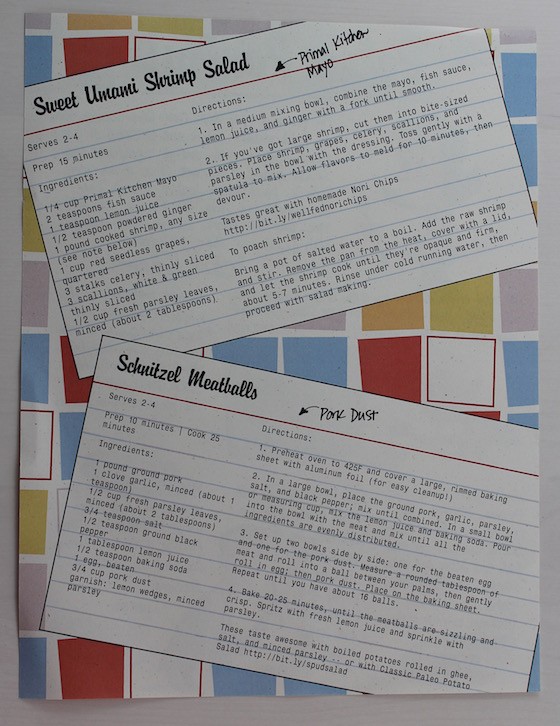 Sweet Umami Shrimp Salad
Primal Kitchen
Mayo
Serves 2-4
Prep 15 minutes
Ingredients:
1/4 cup Primal Kitchen Mayo
2 teaspoons fish sauce
1 teaspoon lemon juice
1/2 teaspoon powdered ginger
1 pound cooked shrimp, any size
(see note below)
1 cup red seedless grapes,
quartered
3 stalks celery, thinly sliced
3 scallions, white & green
thinly sliced
1/2 cup fresh parsley leaves,
minced (about 2 tablespoons)
Directions:
1. In a medium mixing bowl, combine the mayo, fish sauce,
lemon juice, and ginger with a fork until smooth.
2. If you've got large shrimp, cut them into bite-sized
pieces. Place shrimp, grapes, celery, scallions, and
parsley in the bowl with the dressing. Toss gently with a
spatula to mix. Allow flavors to meld for 10 minutes, then
devour.
Tastes great with homemade Nori Chips
http://bit.ly/wellfednorichips
To poach shrimp:
Bring a pot of salted water to a boil. Add the raw shrimp
and stir. Remove the pan from the heat, cover with a lid,
and let the shrimp cook until they're opaque and firm,
about 5-7 minutes. Rinse under cold running water, then
proceed with salad making.
Schnitzel Meatballs
Pork Dust
Serves 2-4
Prep 10 minutes | Cook 25
minutes
Ingredients:
1 pound ground pork
1 clove garlic, minced (about 1
teaspoon)
1/2 cup fresh parsley leaves,
minced (about 2 tablespoons)
3/4 teaspoon salt
1/2 teaspoon ground black
pepper
1 tablespoon lemon juice
1/2 teaspoon baking soda
1 egg, beaten
3/4 cup pork dust
garnish: lemon wedges, minced
parsley
Directions:
1. Preheat oven to 425F and cover a large, rimmed baking
sheet with aluminum foil (for easy cleanup!)
2. In a large bowl, place the ground pork, garlic, parsley,
salt, and black pepper; mix until combined. In a small bowl
or measuring cup, mix the lemon juice and baking soda. Pour
into the bowl with the meat and mix until all the
ingredients are evenly distributed.
3. Set up two bowls side by side: one for the beaten egg
and one for the pork dust. Measure a rounded tablespoon of
meat and roll into a ball between your palms, then gently
roll in egg; then pork dust. Place on the baking sheet.
Repeat until you have about 16 balls.
4. Bake 20-25 minutes, until the meatballs are sizzling and
crisp. Spritz with fresh lemon juice and sprinkle with
parsley.
These taste awesome with boiled potatoes rolled in ghee,
salt, and minced parsley -- or with Classic Paleo Potato
Salad http://bit.ly/spudsalad